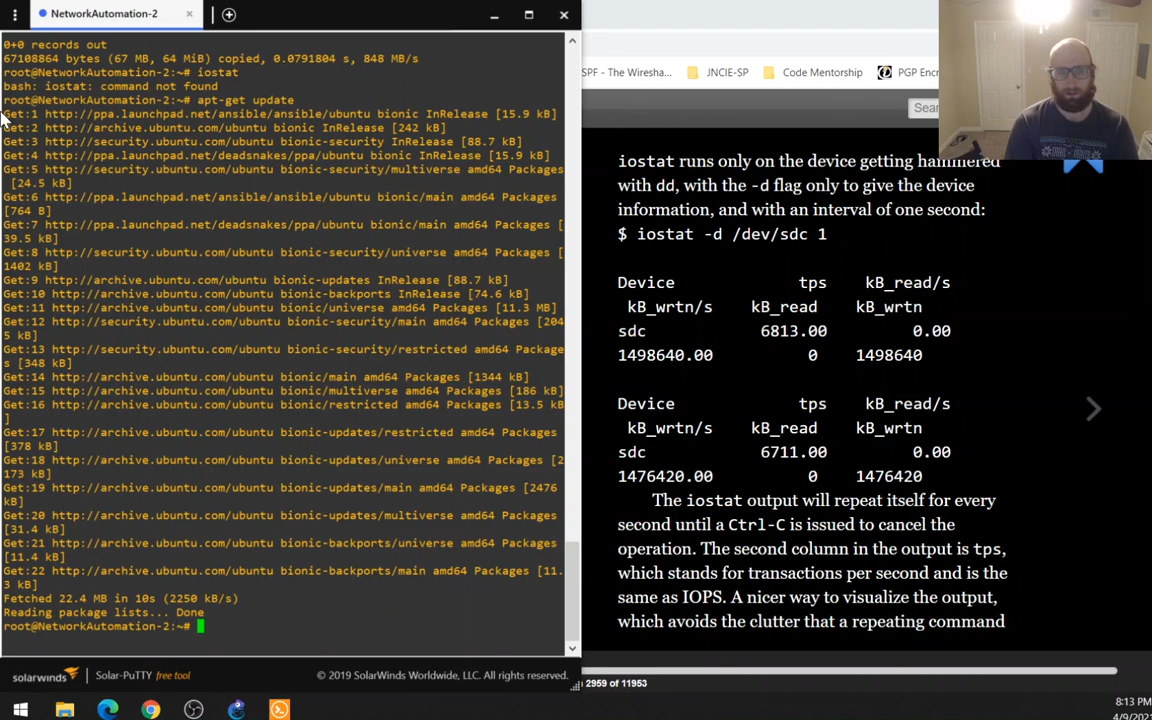 NetworkAutomation-2
0+0 records out
67108864 bytes (67 MB, 64 MiB) copied, 0.0791804 s, 848 MB/s
root@NetworkAutomation-2:~# iostat
bash: iostat: command not found
root@NetworkAutomation-2:~# apt-get update
Get:1 http://ppa.launchpad.net/ansible/ansible/ubuntu bionic InRelease [15.9 kB]
Get:2 http://archive.ubuntu.com/ubuntu bionic InRelease [242 kB]
Get:3 http://security.ubuntu.com/ubuntu bionic-security InRelease [88.7 kB]
Get:4 http://ppa.launchpad.net/deadsnakes/ppa/ubuntu bionic InRelease [15.9 kB]
Get:5 http://security.ubuntu.com/ubuntu bionic-security/multiverse amd64 Packages
[24.5 kB]
Get:6 http://ppa.launchpad.net/ansible/ansible/ubuntu bionic/main amd64 Packages
[764 B]
Get:7 http://ppa.launchpad.net/deadsnakes/ppa/ubuntu bionic/main amd64 Packages [
39.5 kB]
Get:8 http://security.ubuntu.com/ubuntu bionic-security/universe amd64 Packages [
1402 kB]
Get:9 http://archive.ubuntu.com/ubuntu bionic-updates InRelease [88.7 kB]
Get:10 http://archive.ubuntu.com/ubuntu bionic-backports InRelease [74.6 kB]
Get:11 http://archive.ubuntu.com/ubuntu bionic/universe amd64 Packages [11.3 MB]
Get:12 http://security.ubuntu.com/ubuntu bionic-security/main amd64 Packages [204
5 kB]
Get:13 http://security.ubuntu.com/ubuntu bionic-security/restricted amd64 Package
s [348 kB]
Get:14 http://archive.ubuntu.com/ubuntu bionic/main amd64 Packages [1344 kB]
Get:15 http://archive.ubuntu.com/ubuntu bionic/multiverse amd64 Packages [186 kB]
Get:16 http://archive.ubuntu.com/ubuntu bionic/restricted amd64 Packages [13.5 kB
]
Get:17 http://archive.ubuntu.com/ubuntu bionic-updates/restricted amd64 Packages
[378 kB]
Get:18 http://archive.ubuntu.com/ubuntu bionic-updates/universe amd64 Packages [2
173 kB]
Get:19 http://archive.ubuntu.com/ubuntu bionic-updates/main amd64 Packages [2476
kB]
Get:20 http://archive.ubuntu.com/ubuntu bionic-updates/multiverse amd64 Packages
[31.4 kB]
Get:21 http://archive.ubuntu.com/ubuntu bionic-backports/universe amd64 Packages
[11.4 kB]
Get:22 http://archive.ubuntu.com/ubuntu bionic-backports/main amd64 Packages [11.
3 kB]
Fetched 22.4 MB in 10s (2250 kB/s)
Reading package lists... Done
root@NetworkAutomation-2:~#
solarwinds Solar-PuTTY free tool © 2019 SolarWinds Worldwide, LLC. All rights reserved.
SPF - The Wiresha... JNCIE-SP Code Mentorship PGP Encr
Sear
iostat runs only on the device getting hammered
with dd, with the -d flag only to give the device
information, and with an interval of one second:
$ iostat -d /dev/sdc 1
Device tps kB_read/s
kB_wrtn/s kB_read kB_wrtn
sdc 6813.00 0.00
1498640.00 0 1498640
Device tps kB_read/s
kB_wrtn/s kB_read kB_wrtn
sdc 6711.00 0.00
1476420.00 0 1476420
The iostat output will repeat itself for every
second until a Ctrl-C is issued to cancel the
operation. The second column in the output is tps,
which stands for transactions per second and is the
same as IOPS. A nicer way to visualize the output,
which avoids the clutter that a repeating command
2959 of 11953
8:13 PM
4/9/2021